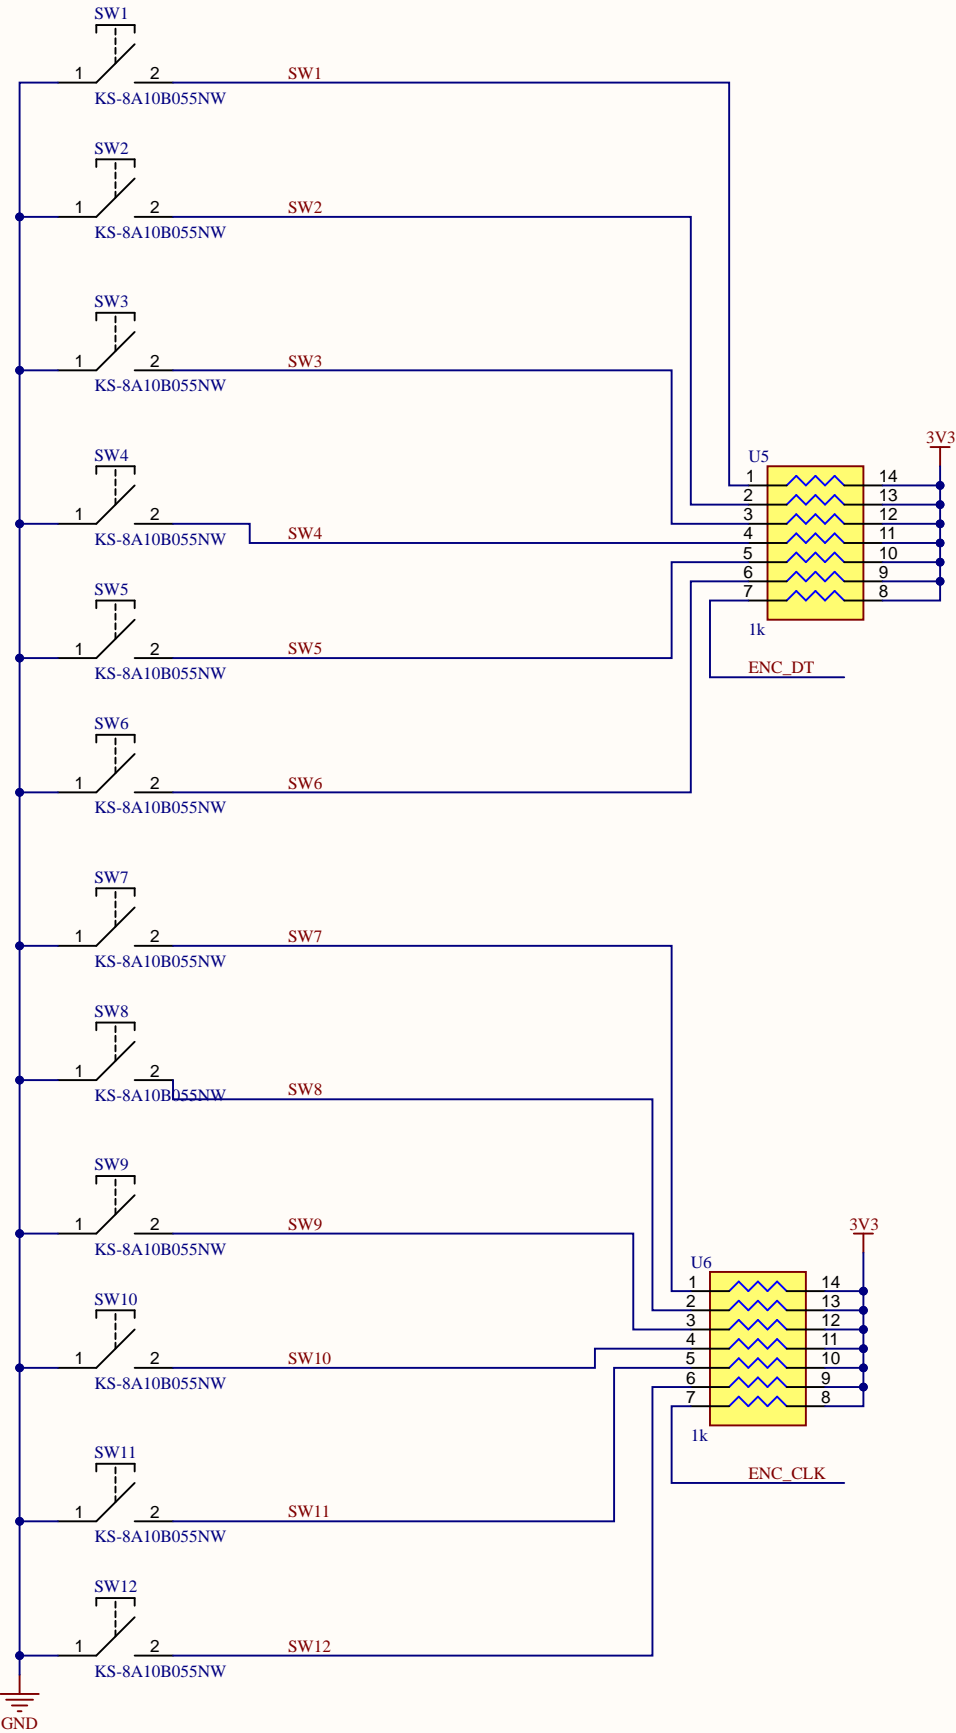 SW1
1 2 SW1
KS-8A10B055NW
SW2
1 2 SW2
KS-8A10B055NW
SW3
1 2 SW3
KS-8A10B055NW
3V3
SW4
1 2 SW4
KS-8A10B055NW
U5
1 14
2 13
3 12
4 11
5 10
6 9
7 8
1k
ENC_DT
SW5
1 2 SW5
KS-8A10B055NW
SW6
1 2 SW6
KS-8A10B055NW
SW7
1 2 SW7
KS-8A10B055NW
SW8
1 2 SW8
KS-8A10B055NW
SW9
1 2 SW9
KS-8A10B055NW
3V3
U6
1 14
2 13
3 12
4 11
5 10
6 9
7 8
1k
ENC_CLK
SW10
1 2 SW10
KS-8A10B055NW
SW11
1 2 SW11
KS-8A10B055NW
SW12
1 2 SW12
KS-8A10B055NW
GND